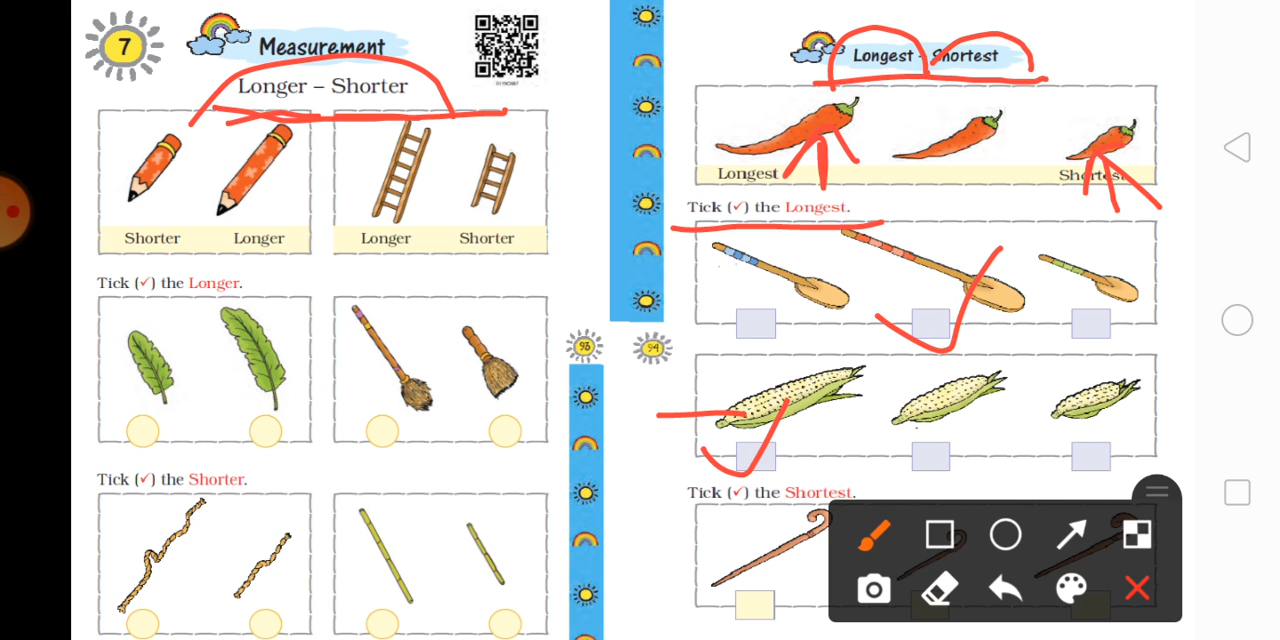 7
Measurement
Longer – Shorter
Shorter Longer
Longer Shorter
Tick (✓) the Longer.
Tick (✓) the Shorter.
93
94
Longest - Shortest
Longest
Shortest
Tick (✓) the Longest.
Tick (✓) the Shortest.